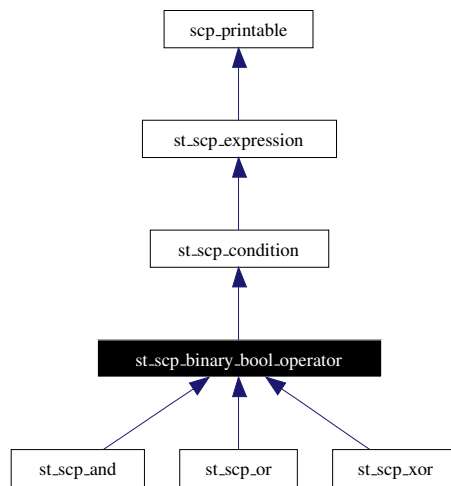 scp_printable
st_scp_expression
st_scp_condition
st_scp_binary_bool_operator
st_scp_and
st_scp_or
st_scp_xor